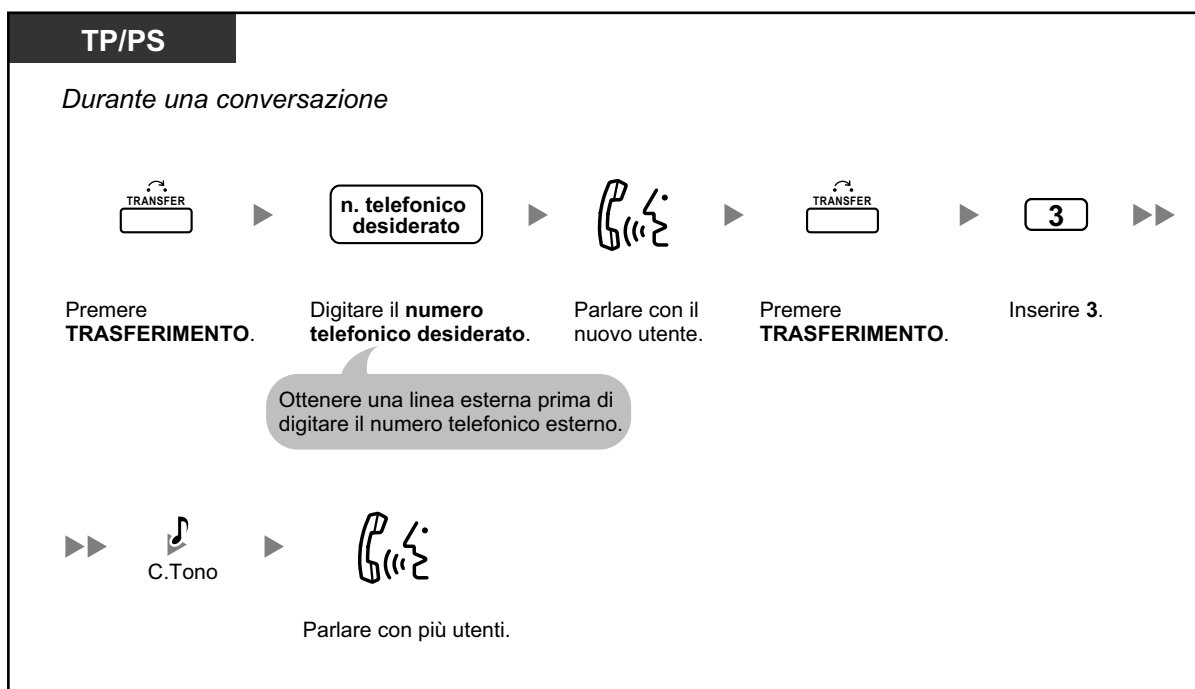 TP/PS
Durante una conversazione
TRANSFER
n. telefonico
desiderato
TRANSFER
3
Premere
TRASFERIMENTO.
Digitare il numero
telefonico desiderato.
Parlare con il
nuovo utente.
Premere
TRASFERIMENTO.
Inserire 3.
Ottenere una linea esterna prima di
digitare il numero telefonico esterno.
C.Tono
Parlare con più utenti.